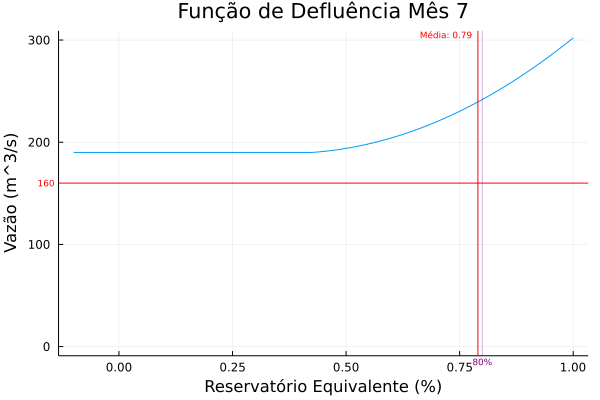 Função de Defluência Mês 7
Média: 0.79
Vazão (m^3/s)
300
200
160
100
0
0.00
0.25
0.50
0.75
80%
1.00
Reservatório Equivalente (%)